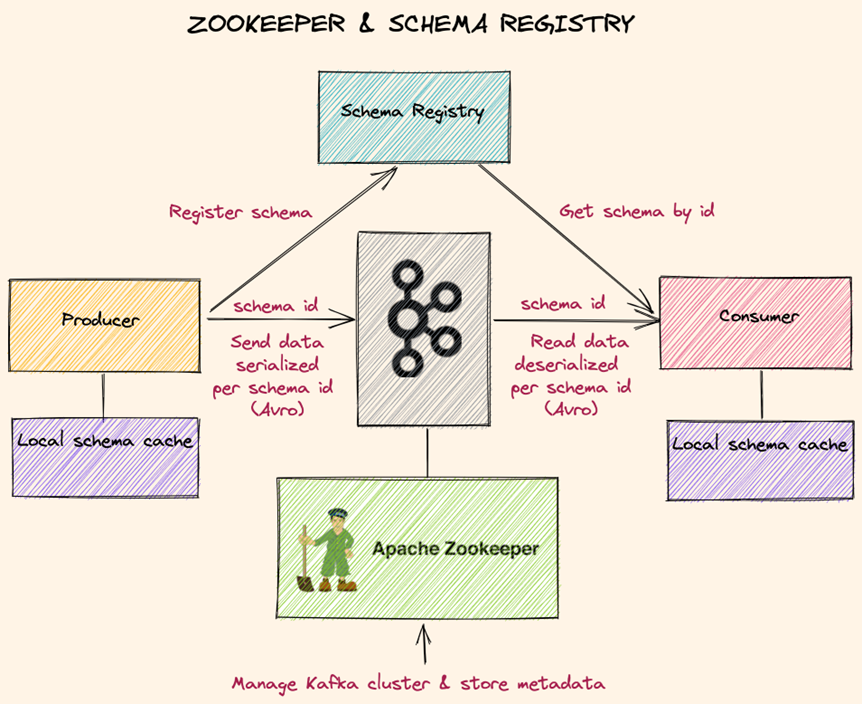 ZOOKEEPER & SCHEMA REGISTRY
Schema Registry
Register schema
Get schema by id
Producer
schema id
Send data
serialized
per schema id
(Avro)
schema id
Read data
deserialized
per schema id
(Avro)
Consumer
Local schema cache
Local schema cache
Apache Zookeeper
Manage Kafka cluster & store metadata